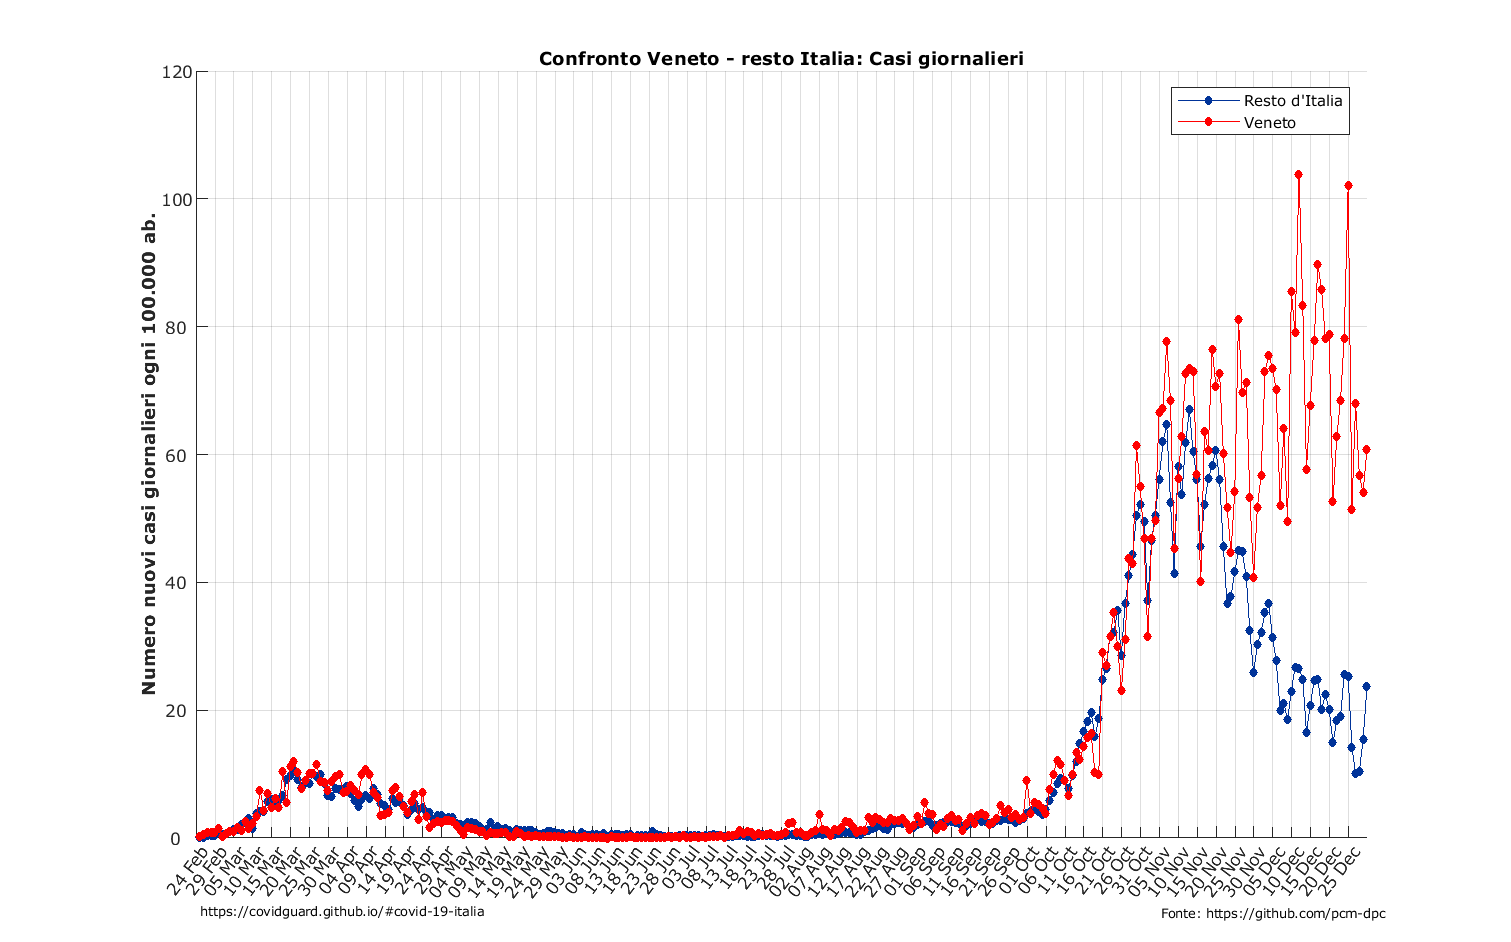 Confronto Veneto - resto Italia: Casi giornalieri
Resto d'Italia
Veneto
Numero nuovi casi giornalieri ogni 100.000 ab.
120
100
80
60
40
20
0
24 Feb
29 Feb
05 Mar
10 Mar
15 Mar
20 Mar
25 Mar
30 Mar
04 Apr
09 Apr
14 Apr
19 Apr
24 Apr
29 Apr
04 May
09 May
14 May
19 May
24 May
29 May
03 Jun
08 Jun
13 Jun
18 Jun
23 Jun
28 Jun
03 Jul
08 Jul
13 Jul
18 Jul
23 Jul
28 Jul
02 Aug
07 Aug
12 Aug
17 Aug
22 Aug
27 Aug
01 Sep
06 Sep
11 Sep
16 Sep
21 Sep
26 Sep
01 Oct
06 Oct
11 Oct
16 Oct
21 Oct
26 Oct
31 Oct
05 Nov
10 Nov
15 Nov
20 Nov
25 Nov
30 Nov
05 Dec
10 Dec
15 Dec
20 Dec
25 Dec
https://covidguard.github.io/#covid-19-italia
Fonte: https://github.com/pcm-dpc